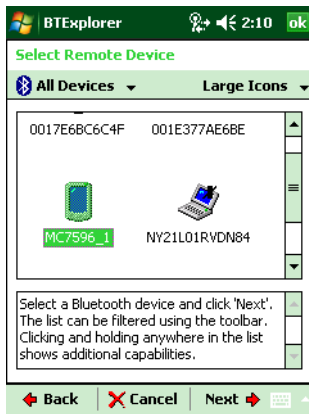 BTExplorer 2:10 ok
Select Remote Device
All Devices Large Icons
0017E6BC6C4F 001E377AE6BE
MC7596_1 NY21L01RVDN84
Select a Bluetooth device and click 'Next'.
The list can be filtered using the toolbar.
Clicking and holding anywhere in the list
shows additional capabilities.
Back Cancel Next